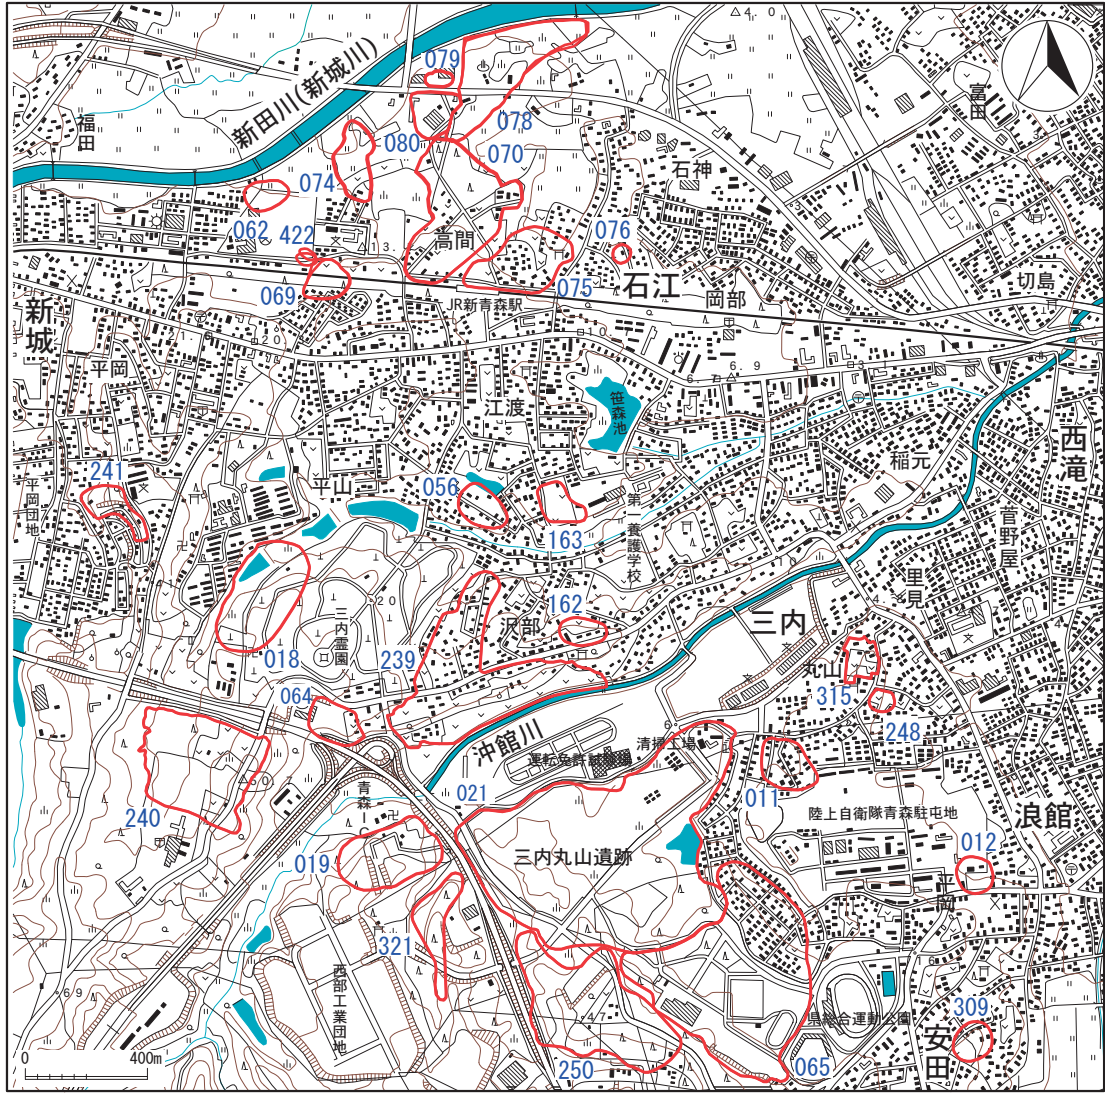 079
078
新田川(新城川)
福田
富田
080
070
石神
074
062
422
高間
076
069
075
石江
岡部
切島
JR新青森駅
新城
平岡
江渡
笹森池
西滝
稲元
241
平山
056
平岡団地
163
第一養護学校
菅野屋
里見
162
沢部
三内
三内霊園
018
239
丸山
315
064
248
沖館川
清掃工場
運転免許試験場
021
240
青森IC
011
陸上自衛隊青森駐屯地
浪館
019
三内丸山遺跡
012
平岡
321
西部工業団地
309
県総合運動公園
安田
250
065
0
400m